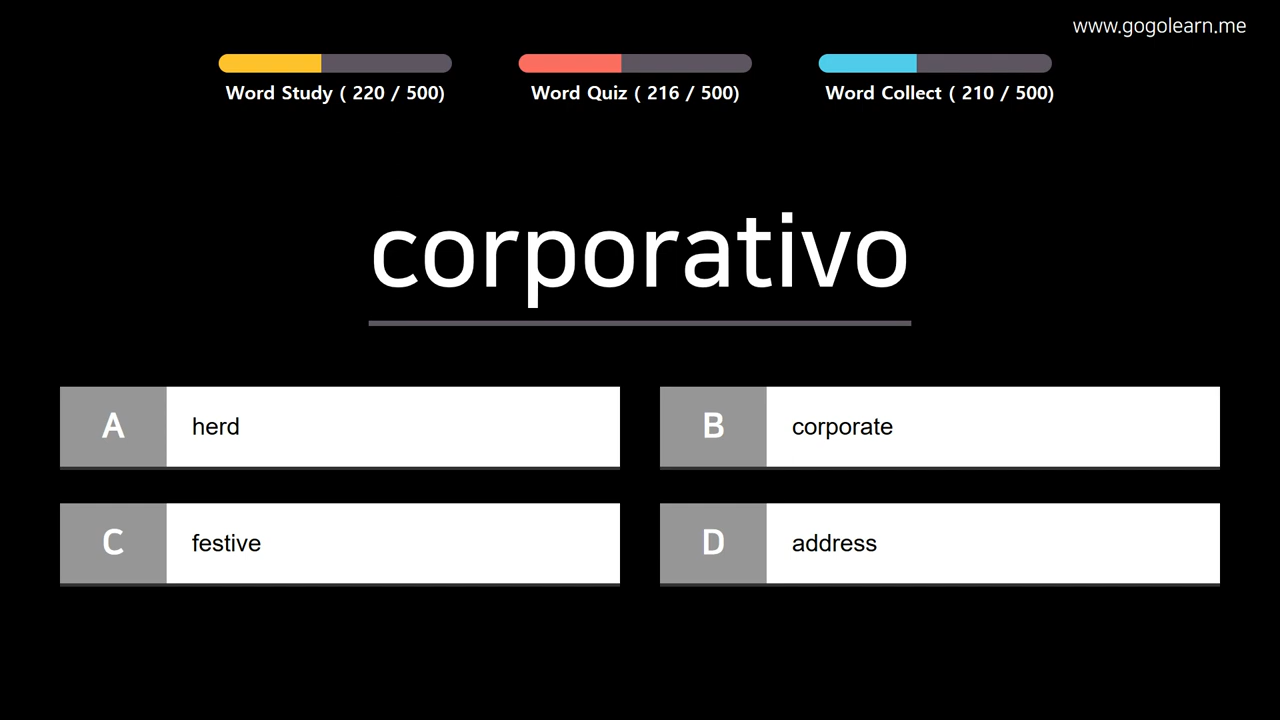 www.gogolearn.me
Word Study ( 220 / 500)
Word Quiz ( 216 / 500)
Word Collect ( 210 / 500)
corporativo
A herd
B corporate
C festive
D address